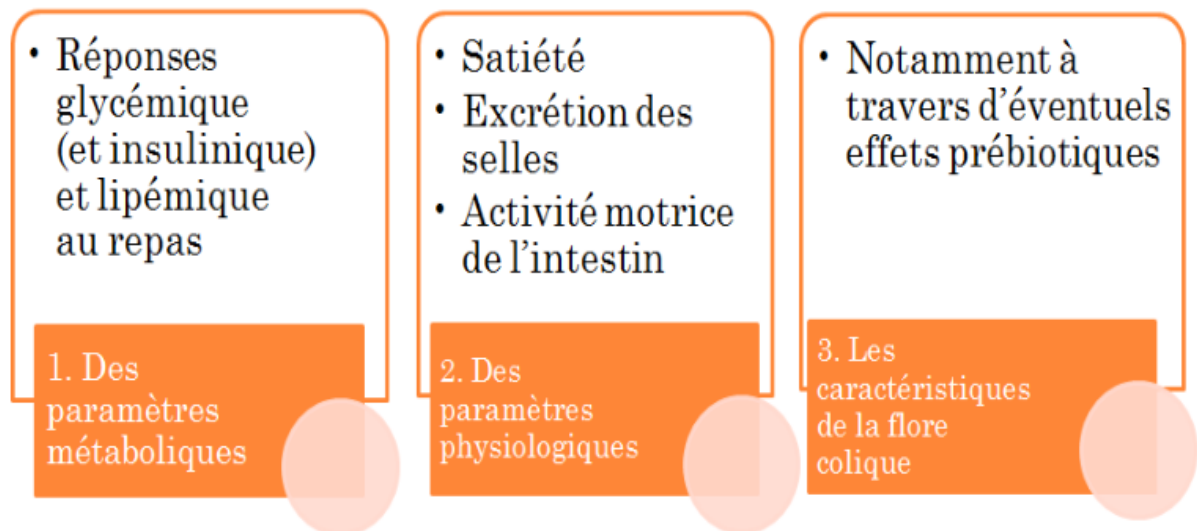 • Réponses
glycémique
(et insulinique)
et lipémique
au repas
1. Des
paramètres
métaboliques
• Satiété
• Excrétion des
selles
• Activité motrice
de l’intestin
2. Des
paramètres
physiologiques
• Notamment à
travers d’éventuels
effets prébiotiques
3. Les
caractéristiques
de la flore
colique